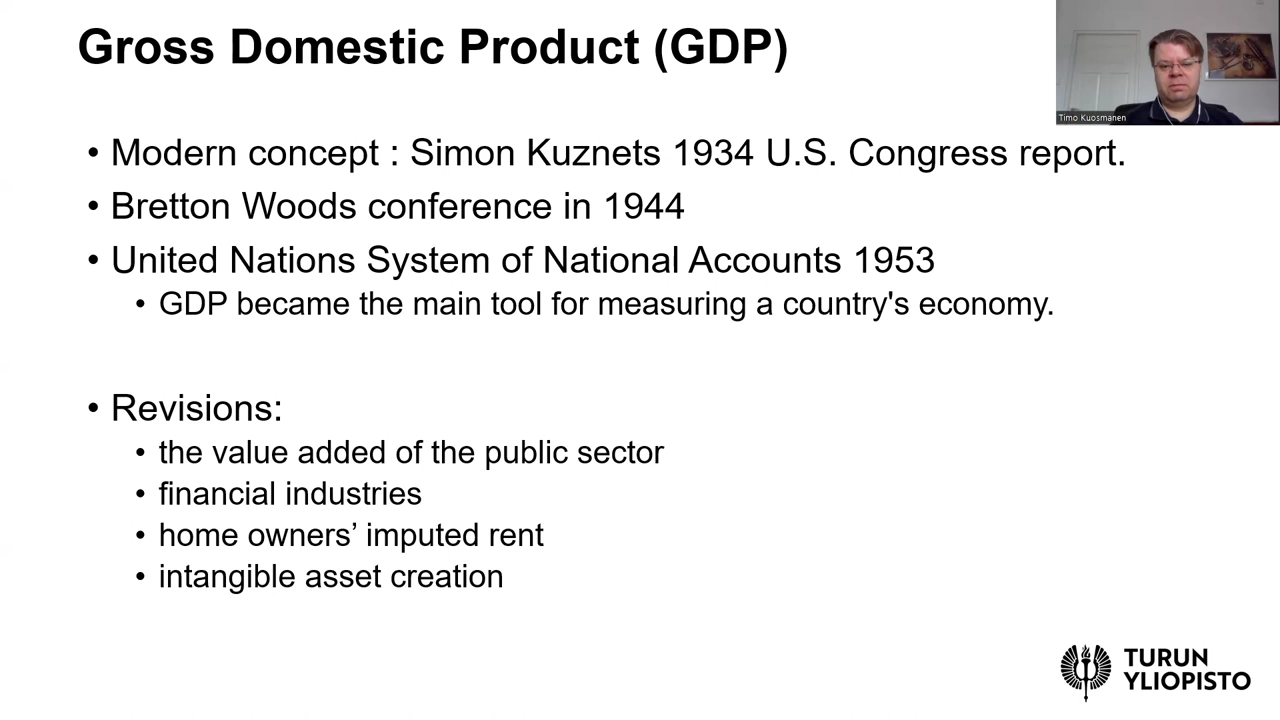 Gross Domestic Product (GDP)
Timo Kuosmanen
• Modern concept : Simon Kuznets 1934 U.S. Congress report.
• Bretton Woods conference in 1944
• United Nations System of National Accounts 1953
• GDP became the main tool for measuring a country's economy.
• Revisions:
• the value added of the public sector
• financial industries
• home owners’ imputed rent
• intangible asset creation
TURUN
YLIOPISTO